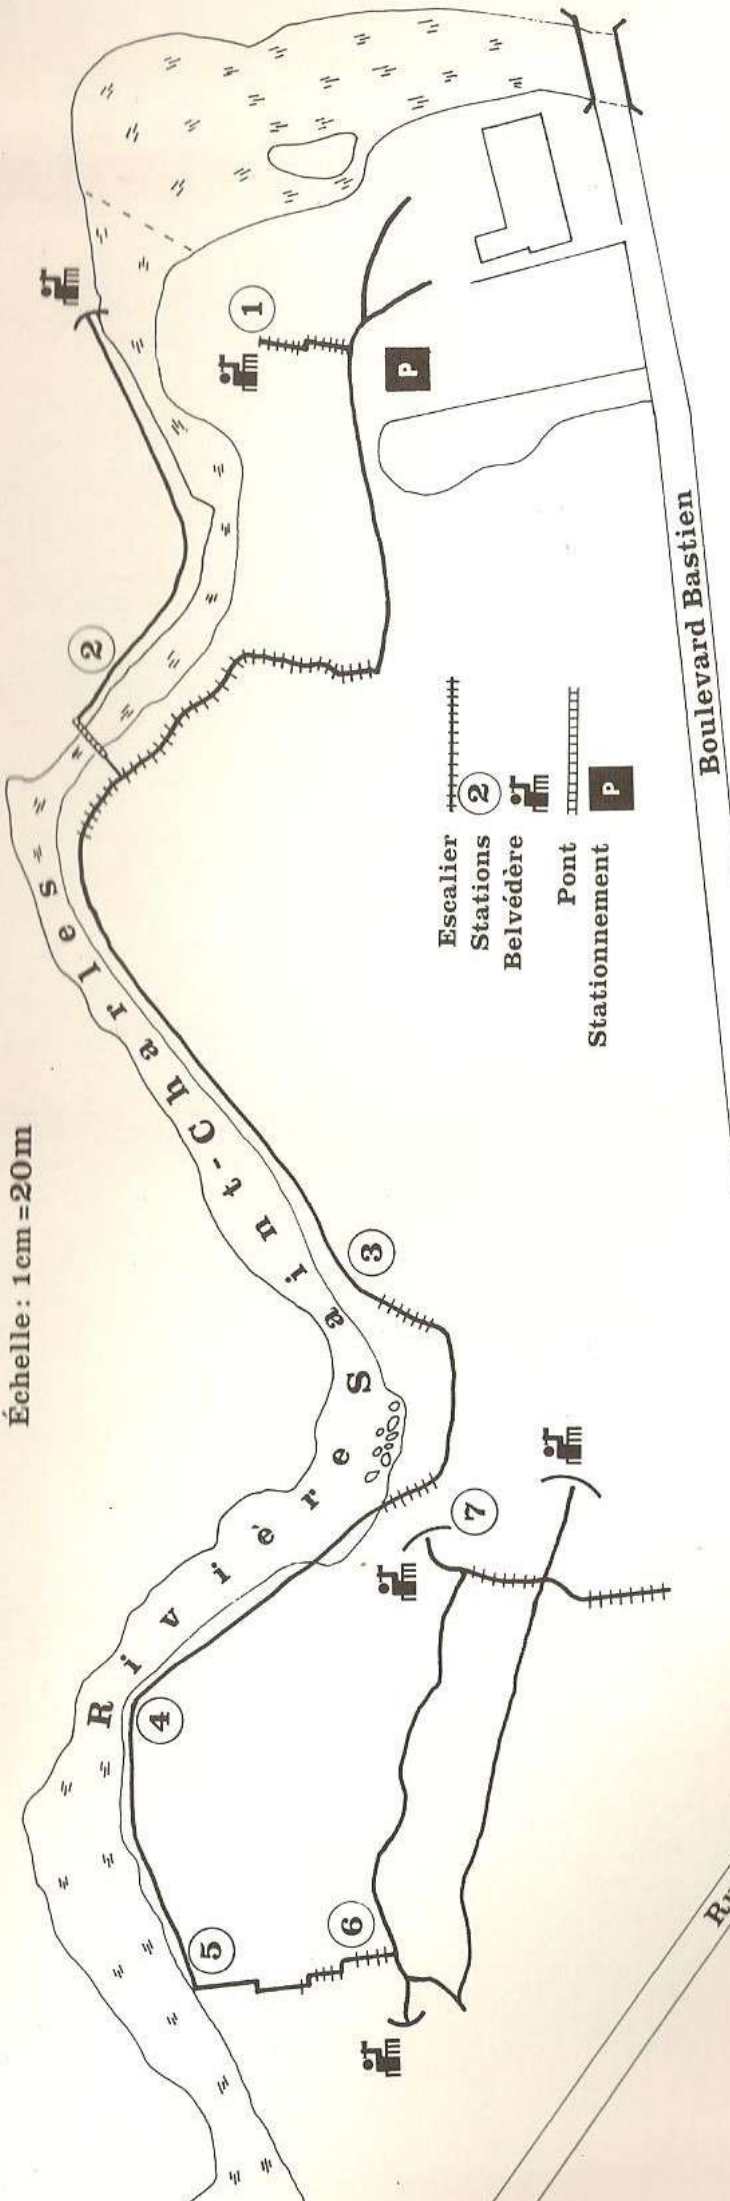 Échelle: 1cm=20m
Rivière Saint-Charles
1
2
3
4
5
6
7
P
Escalier
Stations 2
Belvédère
Pont
Stationnement P
Boulevard Bastien